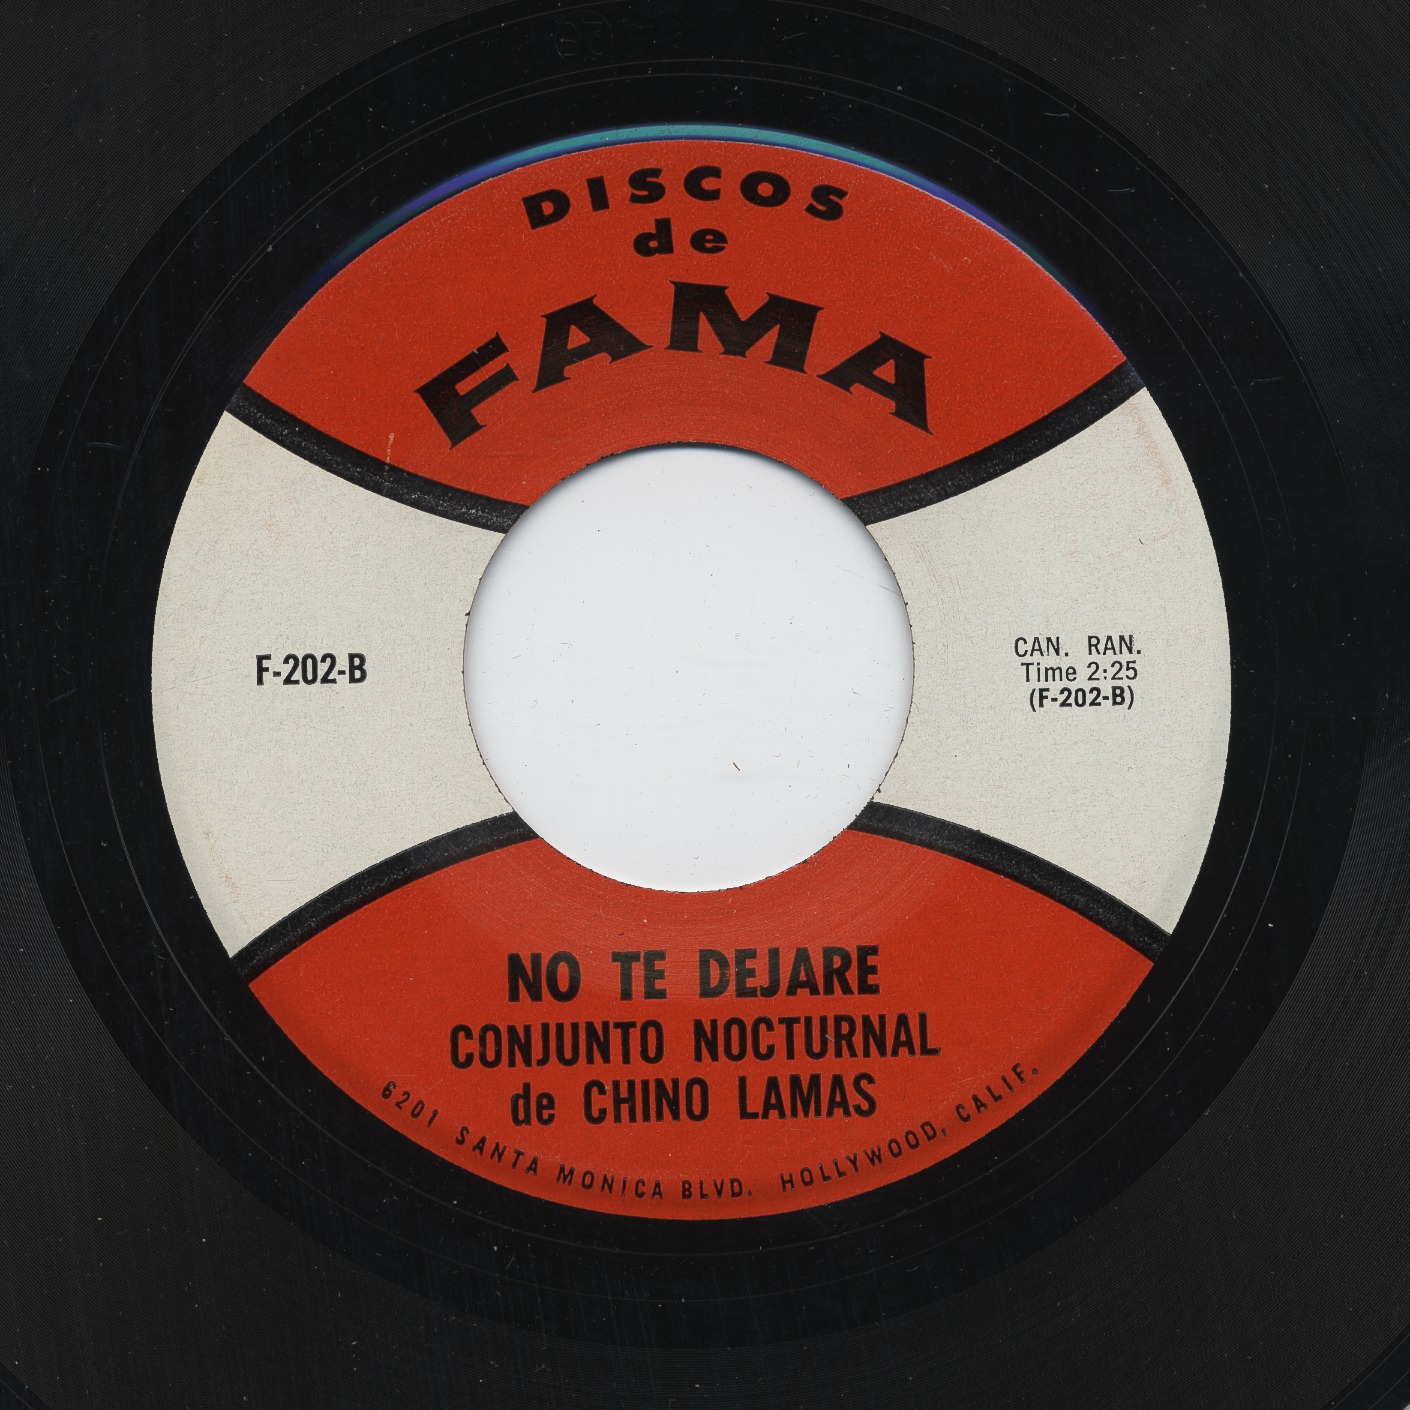 DISCOS
de
FAMA
F-202-B
CAN. RAN.
Time 2:25
(F-202-B)
NO TE DEJARE
CONJUNTO NOCTURNAL
de CHINO LAMAS
6201 SANTA MONICA BLVD. HOLLYWOOD, CALIF.